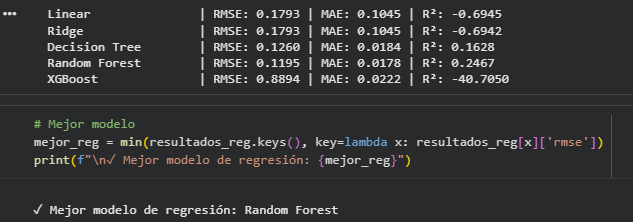 ••• Linear | RMSE: 0.1793 | MAE: 0.1045 | R²: -0.6945
Ridge | RMSE: 0.1793 | MAE: 0.1045 | R²: -0.6942
Decision Tree | RMSE: 0.1260 | MAE: 0.0184 | R²: 0.1628
Random Forest | RMSE: 0.1195 | MAE: 0.0178 | R²: 0.2467
XGBoost | RMSE: 0.8894 | MAE: 0.0222 | R²: -40.7050
# Mejor modelo
mejor_reg = min(resultados_reg.keys(), key=lambda x: resultados_reg[x]['rmse'])
print(f"\n✓ Mejor modelo de regresión: {mejor_reg}")
✓ Mejor modelo de regresión: Random Forest